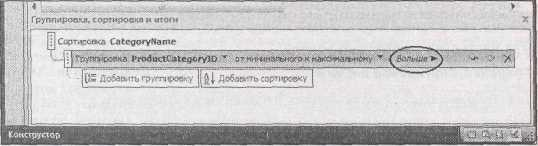 Группировка, сортировка и итоги
Сортировка CategoryName
Группировка ProductCategoryID от минимального к максимальному Больше
Добавить группировку Добавить сортировку
Конструктор